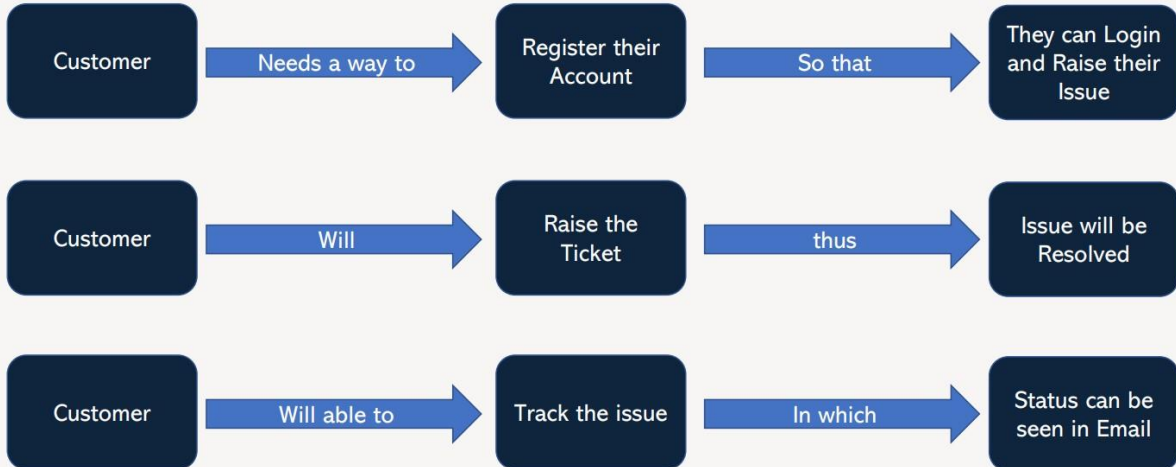 Customer
Needs a way to
Register their
Account
So that
They can Login
and Raise their
Issue
Customer
Will
Raise the
Ticket
thus
Issue will be
Resolved
Customer
Will able to
Track the issue
In which
Status can be
seen in Email